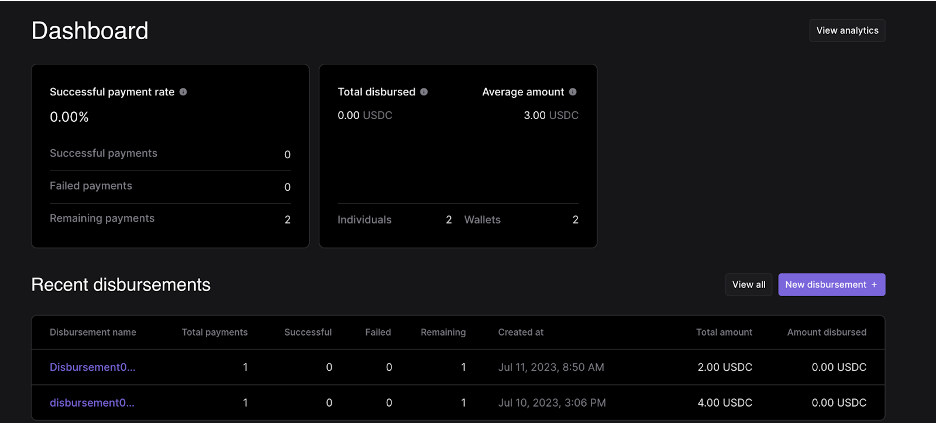 Dashboard
View analytics
Successful payment rate
0.00%
Successful payments 0
Failed payments 0
Remaining payments 2
Total disbursed Average amount
0.00 USDC 3.00 USDC
Individuals 2 Wallets 2
Recent disbursements
View all
New disbursement +
Disbursement name Total payments Successful Failed Remaining Created at Total amount Amount disbursed
Disbursement0... 1 0 0 1 Jul 11, 2023, 8:50 AM 2.00 USDC 0.00 USDC
disbursement0... 1 0 0 1 Jul 10, 2023, 3:06 PM 4.00 USDC 0.00 USDC